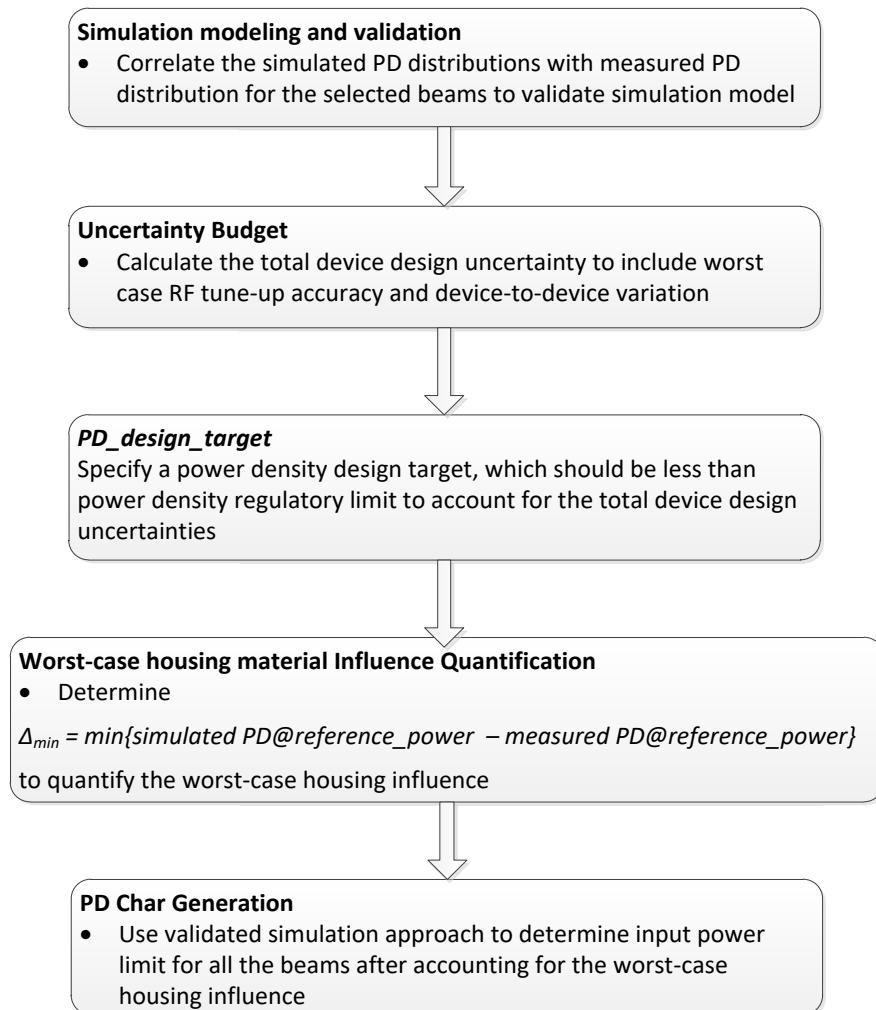 Simulation modeling and validation
• Correlate the simulated PD distributions with measured PD
distribution for the selected beams to validate simulation model
Uncertainty Budget
• Calculate the total device design uncertainty to include worst
case RF tune-up accuracy and device-to-device variation
PD_design_target
Specify a power density design target, which should be less than
power density regulatory limit to account for the total device design
uncertainties
Worst-case housing material Influence Quantification
• Determine
Δmin = min{simulated PD@reference_power – measured PD@reference_power}
to quantify the worst-case housing influence
PD Char Generation
• Use validated simulation approach to determine input power
limit for all the beams after accounting for the worst-case
housing influence